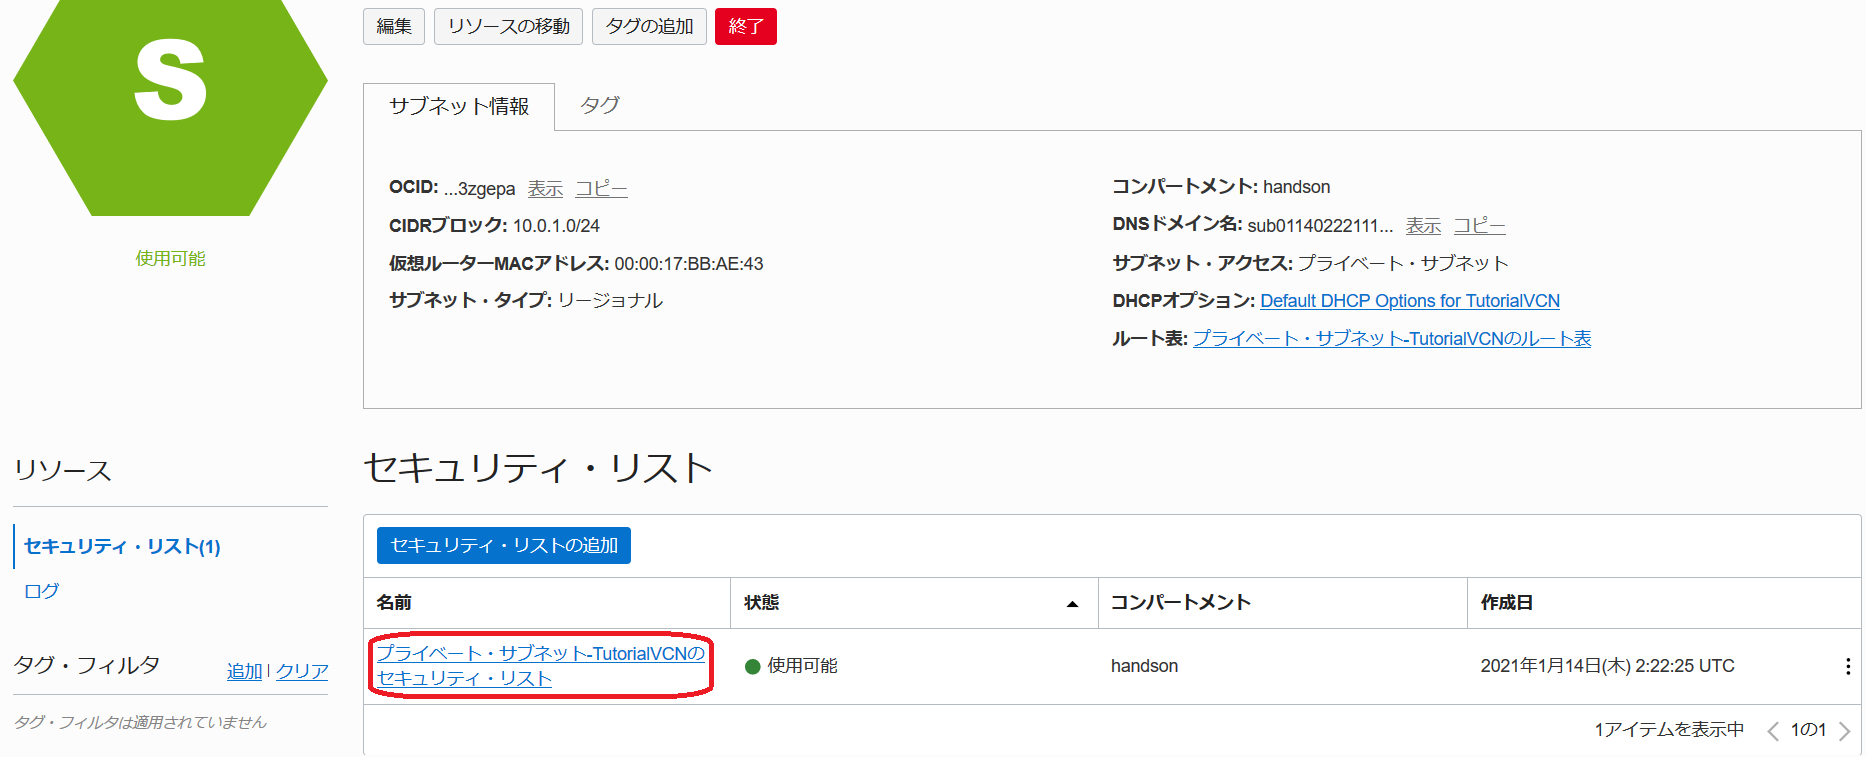 S
使用可能
編集 リソースの移動 タグの追加 終了
サブネット情報 タグ
OCID: ...3zgepa 表示 コピー
CIDRブロック: 10.0.1.0/24
仮想ルーターMACアドレス: 00:00:17:BB:AE:43
サブネット・タイプ: リージョナル
コンパートメント: handson
DNSドメイン名: sub01140222111... 表示 コピー
サブネット・アクセス: プライベート・サブネット
DHCPオプション: Default DHCP Options for TutorialVCN
ルート表: プライベート・サブネット-TutorialVCNのルート表
リソース
セキュリティ・リスト(1)
ログ
タグ・フィルタ 追加 | クリア
タグ・フィルタは適用されていません
セキュリティ・リスト
セキュリティ・リストの追加
名前 状態 コンパートメント 作成日
プライベート・サブネット-TutorialVCNの
セキュリティ・リスト
使用可能 handson 2021年1月14日(木) 2:22:25 UTC
1アイテムを表示中 1の1